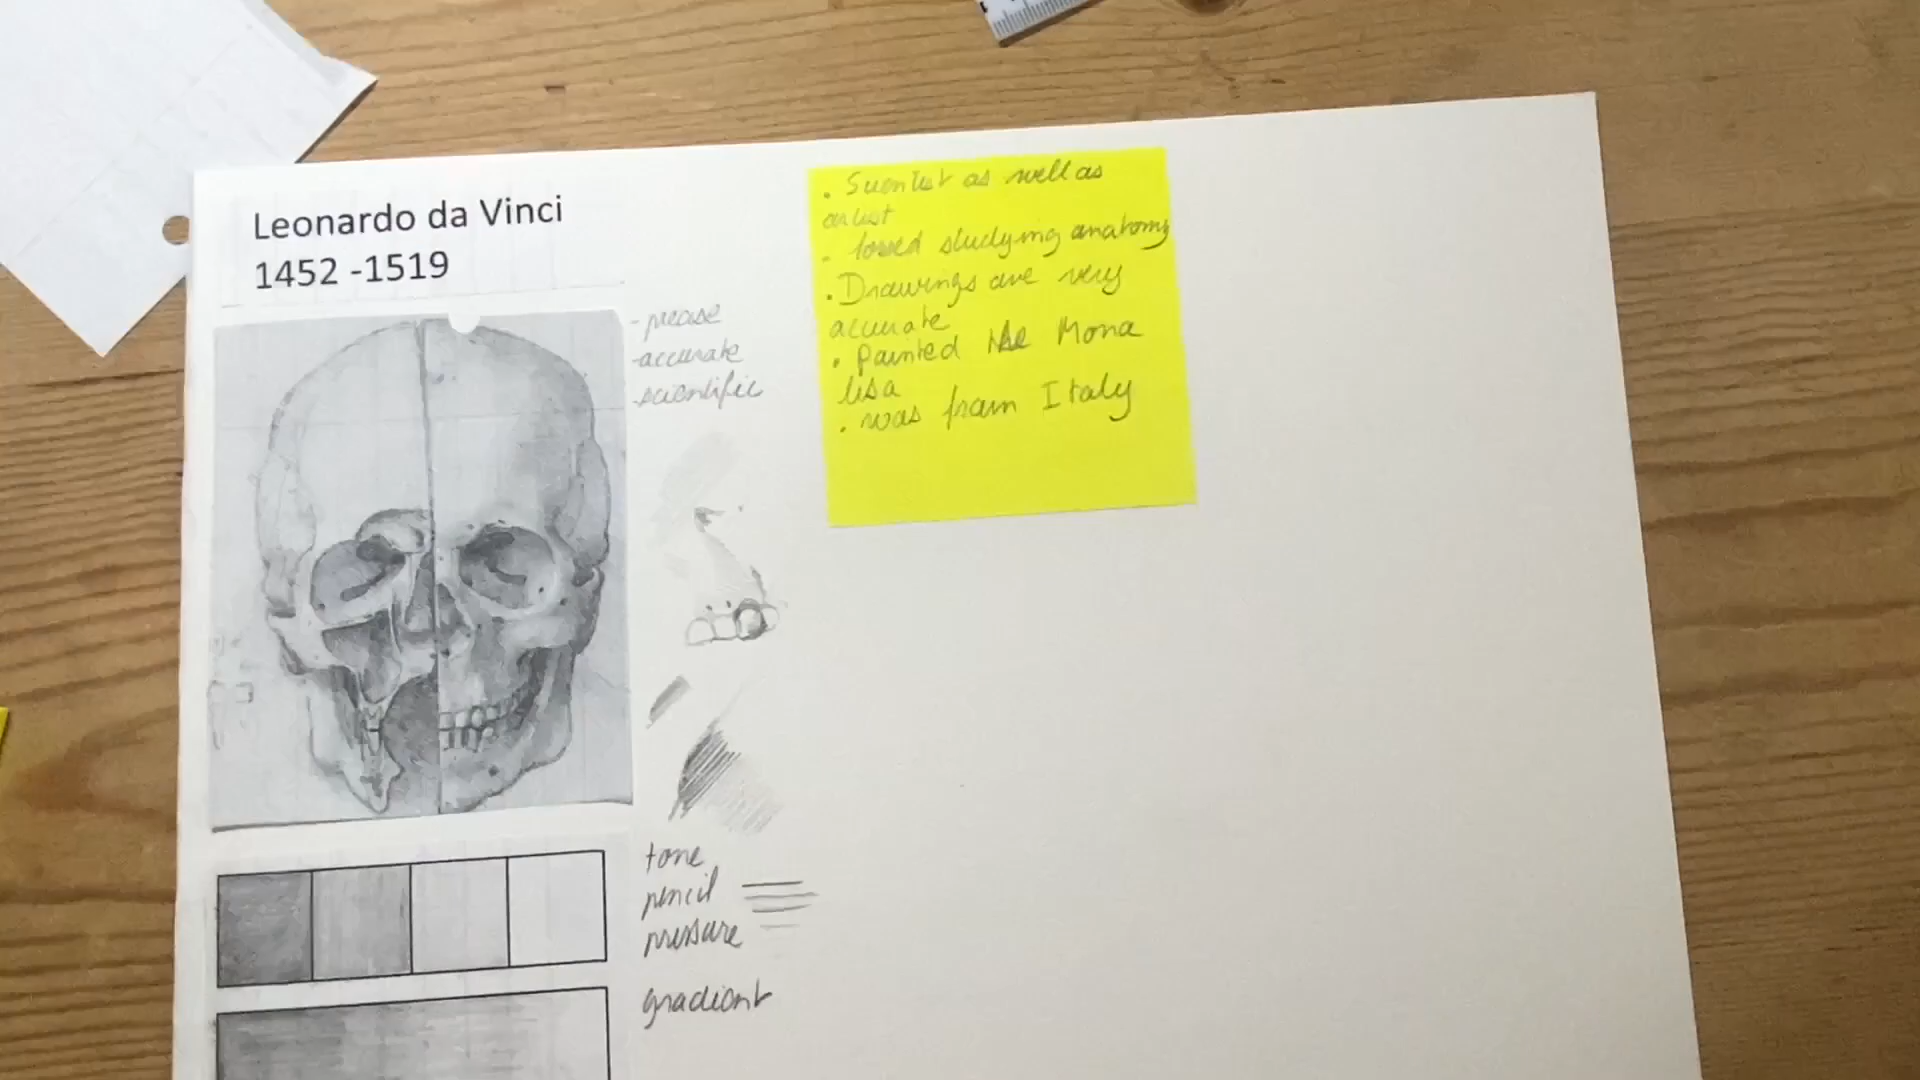 Leonardo da Vinci
1452 -1519
- precise
-accurate
-scientific
. Scientist as well as
artist
. loved studying anatomy
. Drawings are very
accurate
. Painted the Mona
lisa
. was from Italy
tone
pencil
pressure
gradient